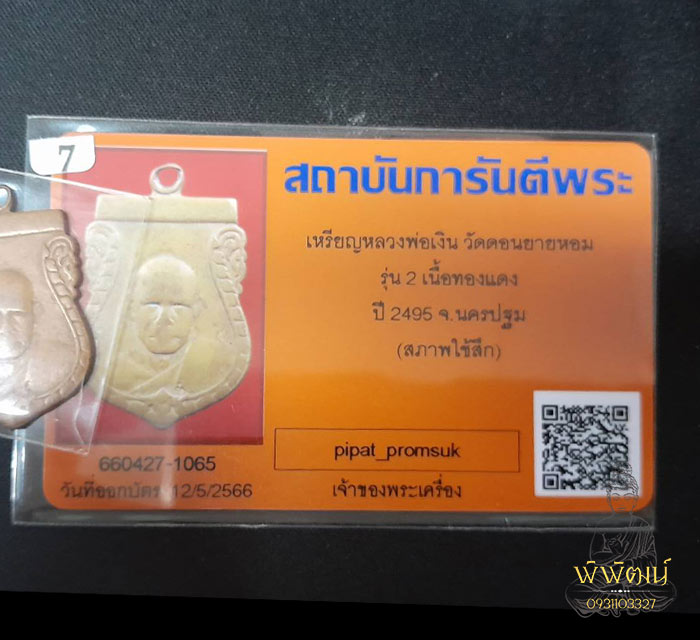 7
สถาบันการันตีพระ
เหรียญหลวงพ่อเงิน วัดดอนยายหอม
รุ่น 2 เนื้อทองแดง
ปี 2495 จ.นครปฐม
(สภาพใช้สึก)
660427-1065
pipat_promsuk
วันที่ออกบัตร 12/5/2566
เจ้าของพระเครื่อง
พิพัฒน์
0931103327